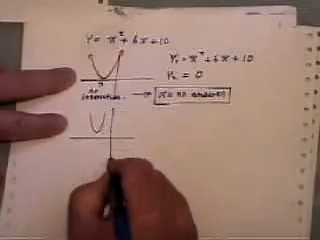 Y = x² + 6x + 10
Y₁ = x² + 6x + 10
Y₂ = 0
no
intersection → x = no answer